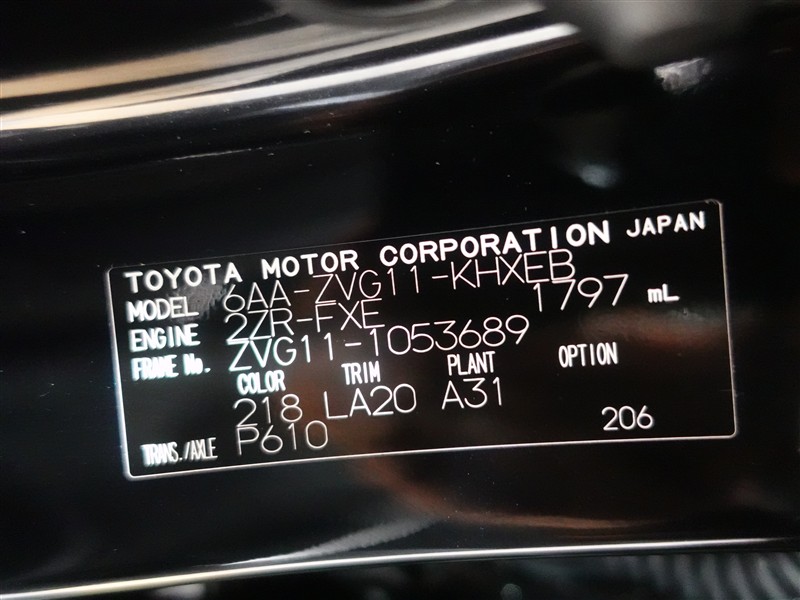 TOYOTA MOTOR CORPORATION JAPAN
MODEL 6AA-ZVG11-KHXEB
ENGINE 2ZR-FXE 1797 mL
FRAME No. ZVG11-1053689
COLOR TRIM PLANT OPTION
218 LA20 A31
TRANS./AXLE P610 206